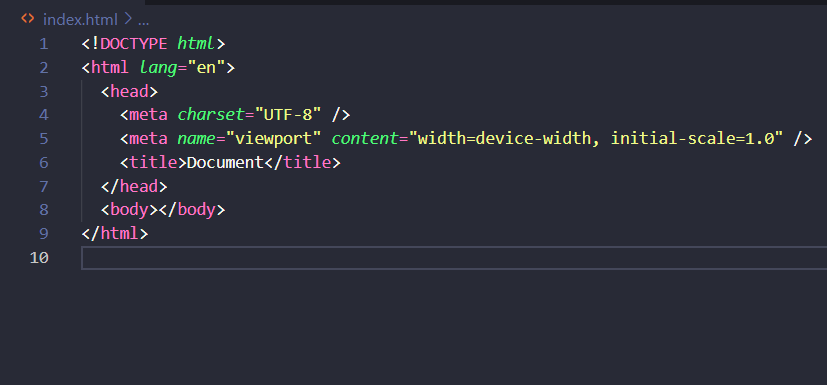 <> index.html > ...
1 <!DOCTYPE html>
2 <html lang="en">
3   <head>
4     <meta charset="UTF-8" />
5     <meta name="viewport" content="width=device-width, initial-scale=1.0" />
6     <title>Document</title>
7   </head>
8   <body></body>
9 </html>
10